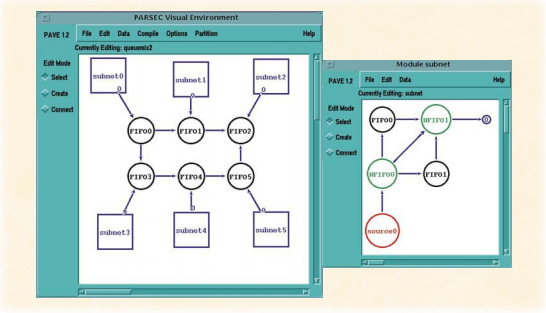 PARSEC Visual Environment
PAVE 1.2 File Edit Data Compile Options Partition Help
Currently Editing: queuenix2
Edit Mode
Select
Create
Connect
subnet0
0
subnet1
0
subnet2
0
FIFO0
FIFO1
FIFO2
FIFO3
FIFO4
FIFO5
subnet3
subnet4
0
subnet5
0
Module subnet
PAVE 1.2 File Edit Data Help
Currently Editing: subnet
Edit Mode
Select
Create
Connect
FIFO0
HFIFO1
0
HFIFO0
FIFO1
source0